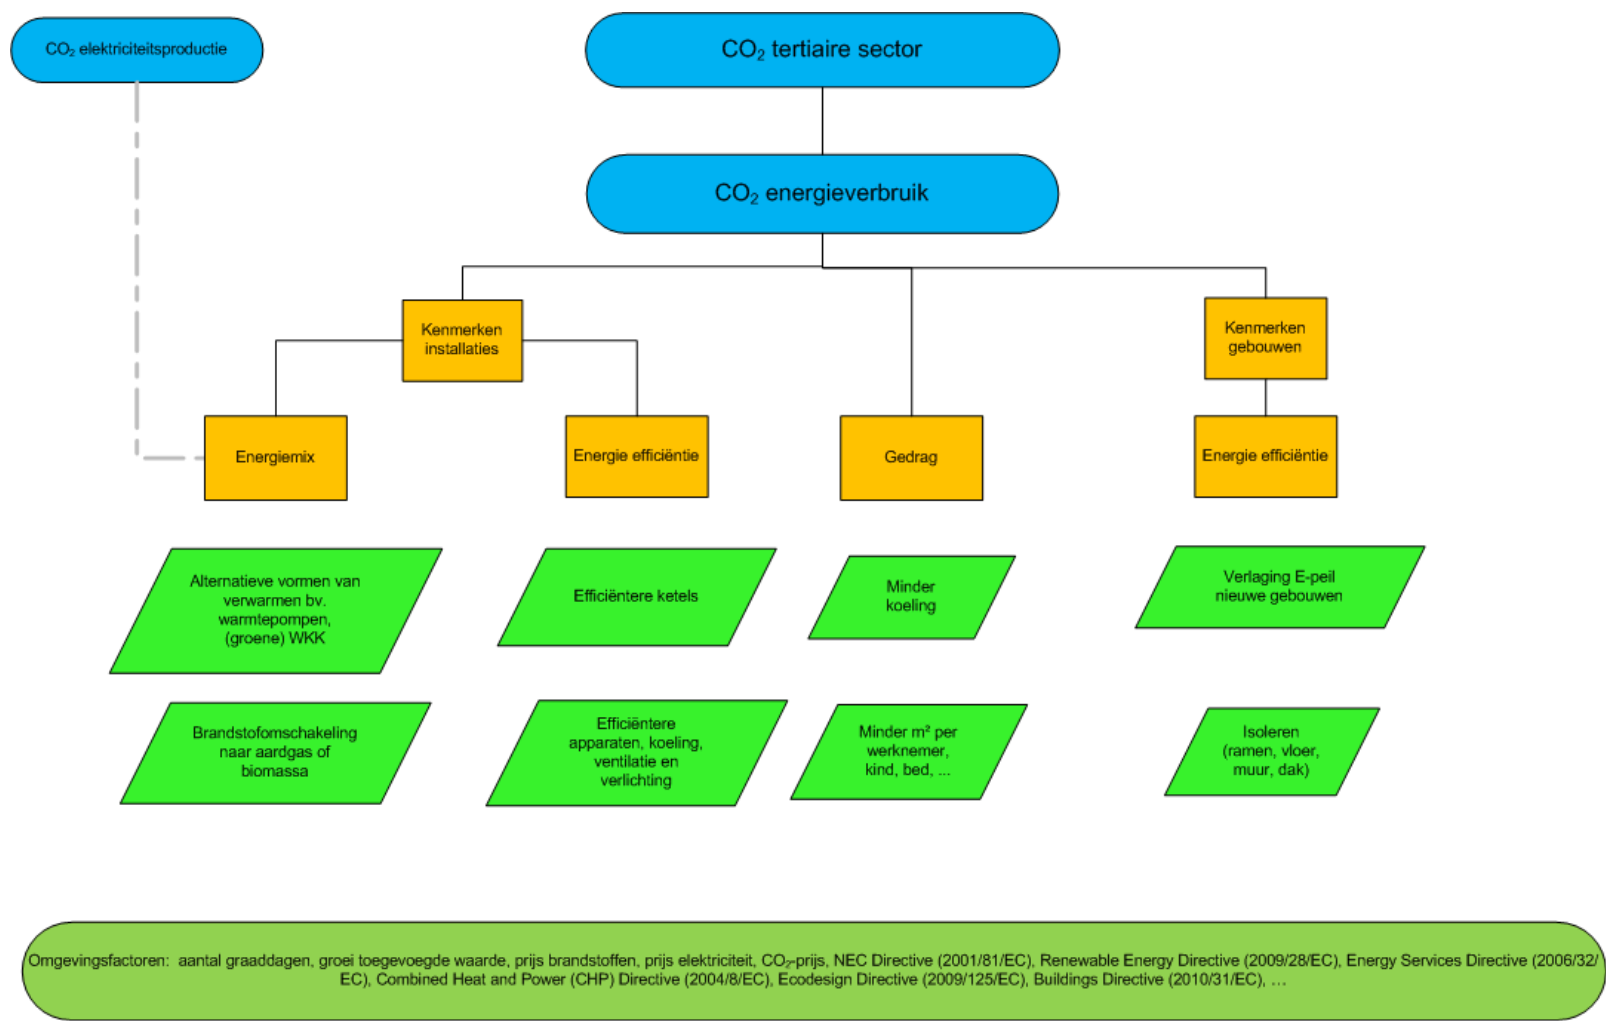 CO₂ elektriciteitsproductie
CO₂ tertiaire sector
CO₂ energieverbruik
Kenmerken
installaties
Kenmerken
gebouwen
Energiemix
Energie efficiëntie
Gedrag
Energie efficiëntie
Alternatieve vormen van
verwarmen bv.
warmtepompen,
(groene) WKK
Efficiëntere ketels
Minder
koeling
Verlaging E-peil
nieuwe gebouwen
Brandstofomschakeling
naar aardgas of
biomassa
Efficiëntere
apparaten, koeling,
ventilatie en
verlichting
Minder m² per
werknemer,
kind, bed, ...
Isoleren
(ramen, vloer,
muur, dak)
Omgevingsfactoren: aantal graaddagen, groei toegevoegde waarde, prijs brandstoffen, prijs elektriciteit, CO₂-prijs, NEC Directive (2001/81/EC), Renewable Energy Directive (2009/28/EC), Energy Services Directive (2006/32/
EC), Combined Heat and Power (CHP) Directive (2004/8/EC), Ecodesign Directive (2009/125/EC), Buildings Directive (2010/31/EC), …